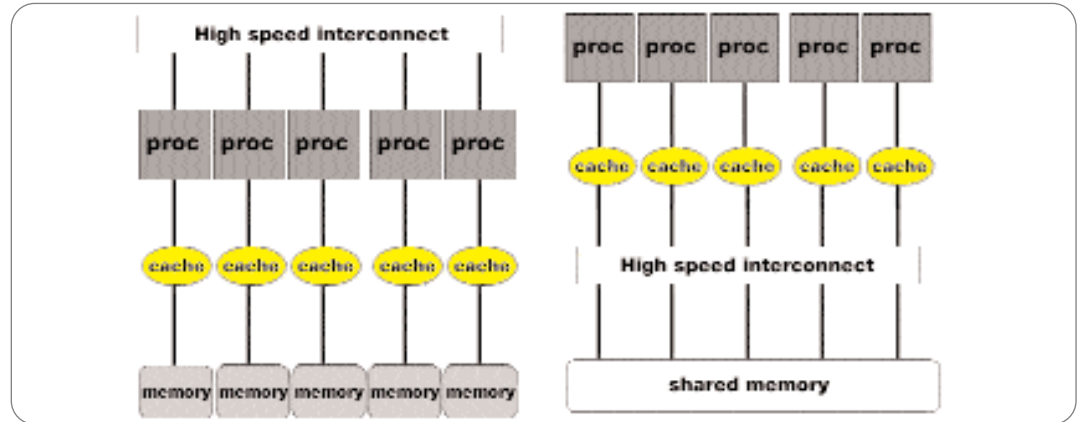 High speed interconnect
proc proc proc proc proc
cache cache cache cache cache
memory memory memory memory memory
proc proc proc proc proc
cache cache cache cache cache
High speed interconnect
shared memory